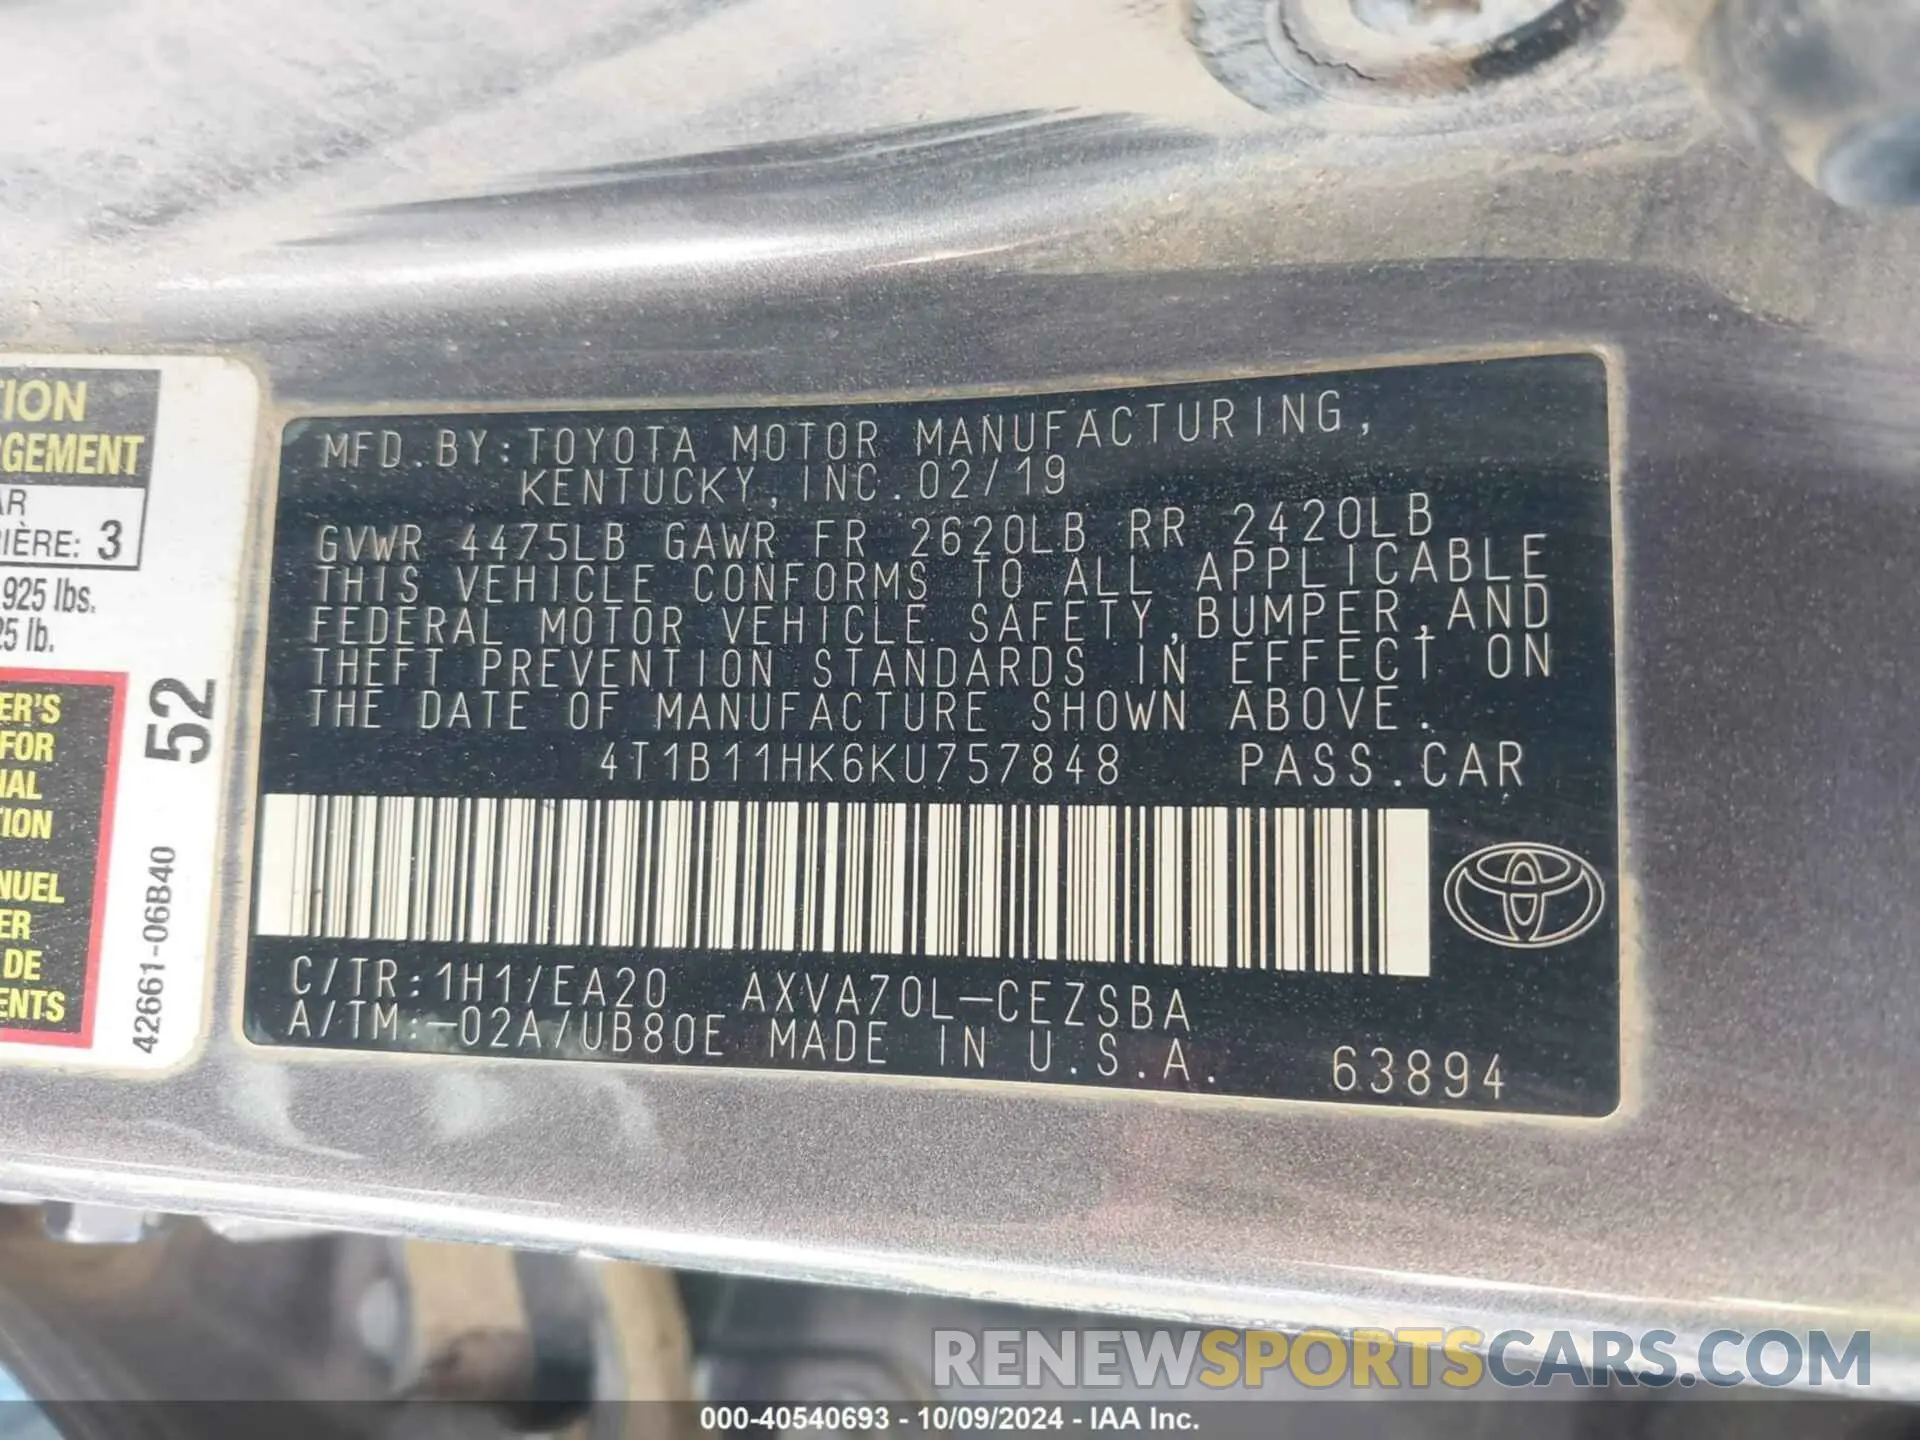 TION
RGEMENT
AR
RIÈRE: 3
925 lbs.
25 lb.
ER'S
FOR
NAL
TION
NUEL
ER
DE
ENTS
52
42661-06B40
MFD.BY:TOYOTA MOTOR MANUFACTURING,
KENTUCKY,INC.02/19
GVWR 4475LB GAWR FR 2620LB RR 2420LB
THIS VEHICLE CONFORMS TO ALL APPLICABLE
FEDERAL MOTOR VEHICLE SAFETY,BUMPER,AND
THEFT PREVENTION STANDARDS IN EFFECT ON
THE DATE OF MANUFACTURE SHOWN ABOVE.
4T1B11HK6KU757848 PASS.CAR
C/TR:1H1/EA20 AXVA70L-CEZSBA
A/TM:-02A/UB80E MADE IN U.S.A. 63894
RENEWSPORTSCARS.COM
000-40540693 - 10/09/2024 - IAA Inc.